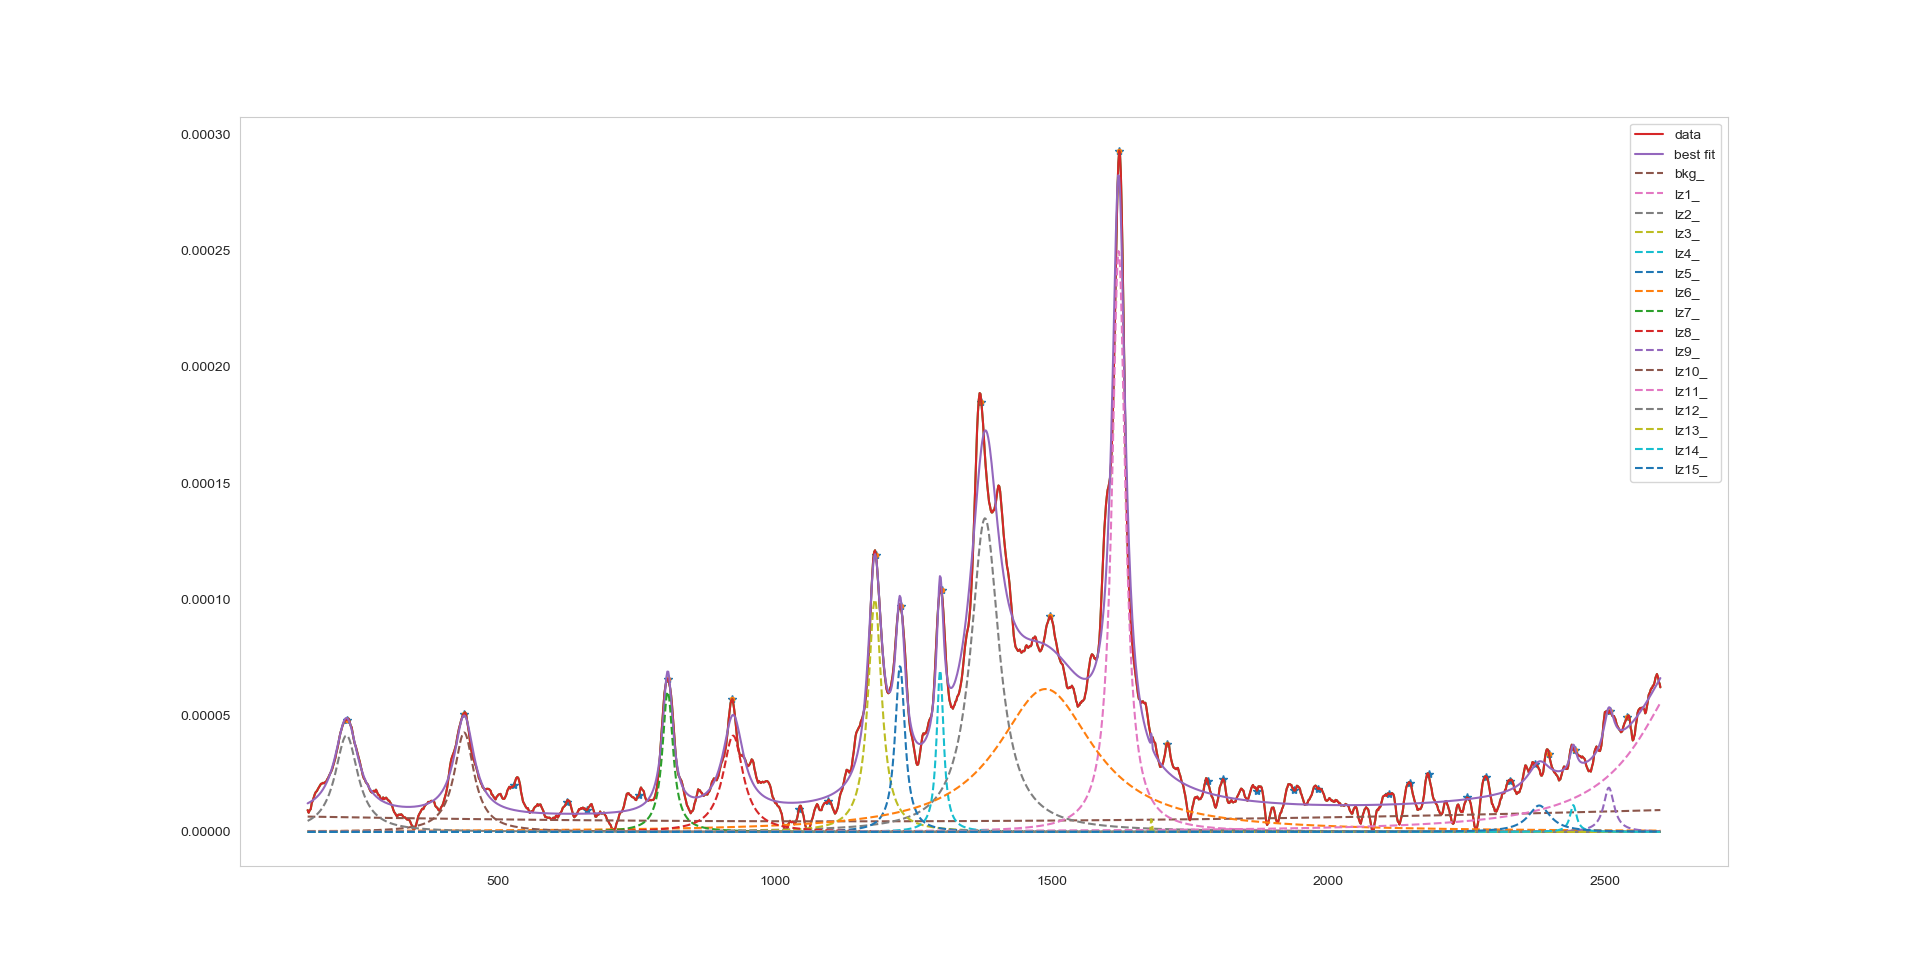 0.00030
0.00025
0.00020
0.00015
0.00010
0.00005
0.00000
500
1000
1500
2000
2500
data
best fit
bkg_
lz1_
lz2_
lz3_
lz4_
lz5_
lz6_
lz7_
lz8_
lz9_
lz10_
lz11_
lz12_
lz13_
lz14_
lz15_